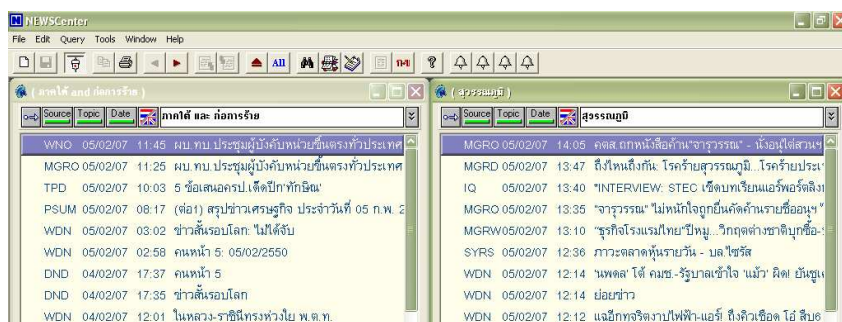 NEWSCenter
File Edit Query Tools Window Help
All
( ภาคใต้ and ก่อการร้าย )
Source Topic Date ภาคใต้ และ ก่อการร้าย
WNO 05/02/07 11:45 ผบ.ทบ.ประชุมผู้บังคับหน่วยขึ้นตรงทั่วประเทศ
MGRO 05/02/07 11:25 ผบ.ทบ.ประชุมผู้บังคับหน่วยขึ้นตรงทั่วประเทศ
TPD 05/02/07 10:03 5 ข้อเสนอครป.เด็ดปีก'ทักษิณ'
PSUM 05/02/07 08:17 (ต่อ1) สรุปข่าวเศรษฐกิจ ประจำวันที่ 05 ก.พ. 2
WDN 05/02/07 03:02 ข่าวสั้นรอบโลก: ไม่ได้จับ
WDN 05/02/07 02:58 คนหน้า 5: 05/02/2550
DND 04/02/07 17:37 คนหน้า 5
DND 04/02/07 17:35 ข่าวสั้นรอบโลก
WDN 04/02/07 12:01 ในหลวง-ราชินีทรงห่วงใย พ.ต.ท.
( สุวรรณภูมิ )
Source Topic Date สุวรรณภูมิ
MGRO 05/02/07 14:05 คตส.ถกหนังสือค้าน"จารุวรรณ" - นั่งอนุไต่สวนฯ
MGRD 05/02/07 13:47 ถึงไหนถึงกัน: โรคร้ายสุวรรณภูมิ...โรคร้ายประเ
IQ 05/02/07 13:40 "INTERVIEW: STEC เช็ดบทเรียนแอร์พอร์ตลิง
MGRO 05/02/07 13:35 "จารุวรรณ" ไม่หนักใจถูกยื่นคัดค้านรายชื่ออนุฯ
MGRW 05/02/07 13:10 "ธุรกิจโรงแรมไทย"ปีหมู...วิกฤตต่างชาติบุกซื้อ-
SYRS 05/02/07 12:36 ภาวะตลาดหุ้นรายวัน - บล.ไซรัส
WDN 05/02/07 12:14 'นพดล' โต้ คมช.-รัฐบาลเข้าใจ 'แม้ว' ผิด! ยันชูเ
WDN 05/02/07 12:14 ย่อยข่าว
WDN 05/02/07 12:12 แฉอีกทุจริตงาบไฟฟ้า-แอร์! ถึงคิวเชือด โอ๋ สืบ6